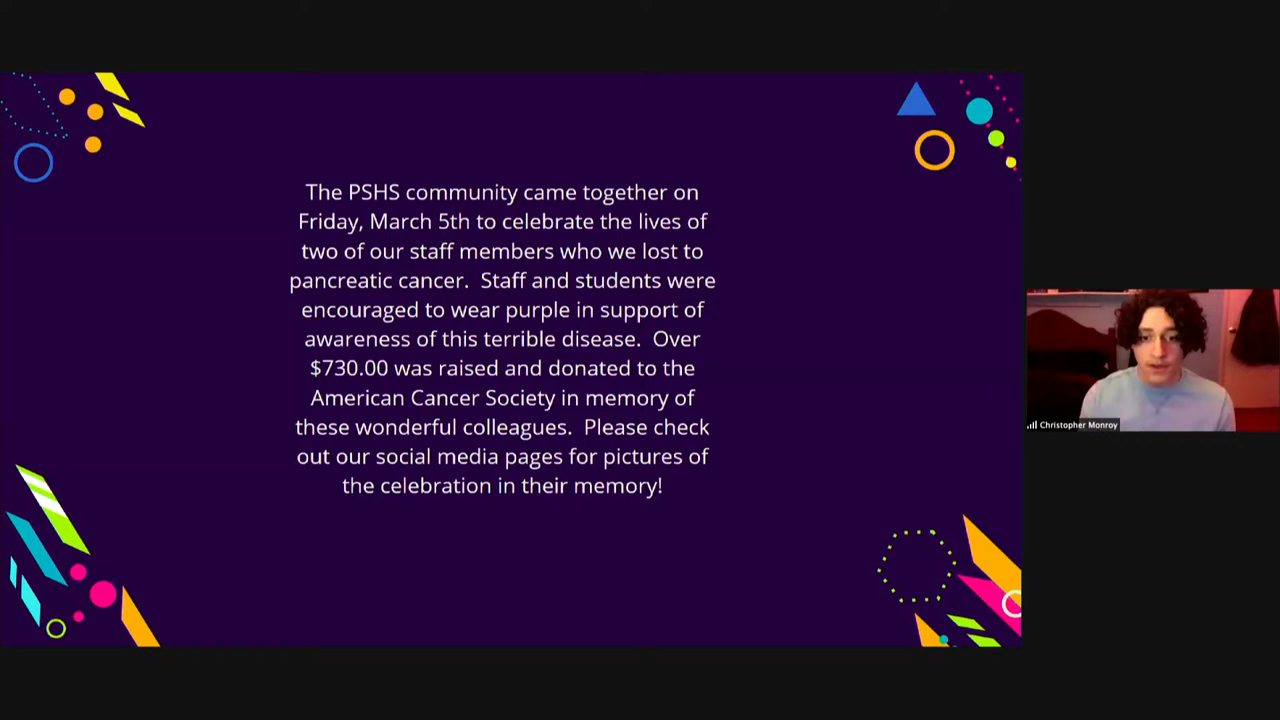 The PSHS community came together on
Friday, March 5th to celebrate the lives of
two of our staff members who we lost to
pancreatic cancer.  Staff and students were
encouraged to wear purple in support of
awareness of this terrible disease.  Over
$730.00 was raised and donated to the
American Cancer Society in memory of
these wonderful colleagues.  Please check
out our social media pages for pictures of
the celebration in their memory!
Christopher Monroy